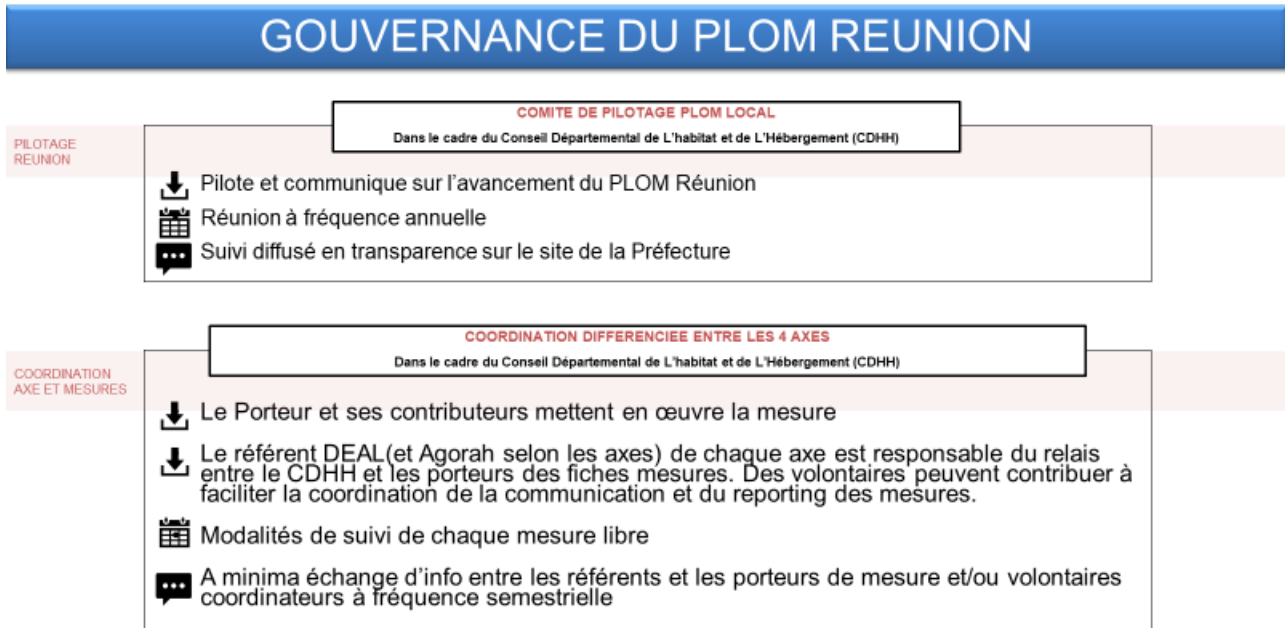 GOUVERNANCE DU PLOM REUNION
COMITE DE PILOTAGE PLOM LOCAL
Dans le cadre du Conseil Départemental de L'habitat et de L'Hébergement (CDHH)
PILOTAGE
REUNION
Pilote et communique sur l'avancement du PLOM Réunion
Réunion à fréquence annuelle
Suivi diffusé en transparence sur le site de la Préfecture
COORDINATION DIFFERENCIEE ENTRE LES 4 AXES
Dans le cadre du Conseil Départemental de L'habitat et de L'Hébergement (CDHH)
COORDINATION
AXE ET MESURES
Le Porteur et ses contributeurs mettent en œuvre la mesure
Le référent DEAL(et Agorah selon les axes) de chaque axe est responsable du relais
entre le CDHH et les porteurs des fiches mesures. Des volontaires peuvent contribuer à
faciliter la coordination de la communication et du reporting des mesures.
Modalités de suivi de chaque mesure libre
A minima échange d'info entre les référents et les porteurs de mesure et/ou volontaires
coordinateurs à fréquence semestrielle